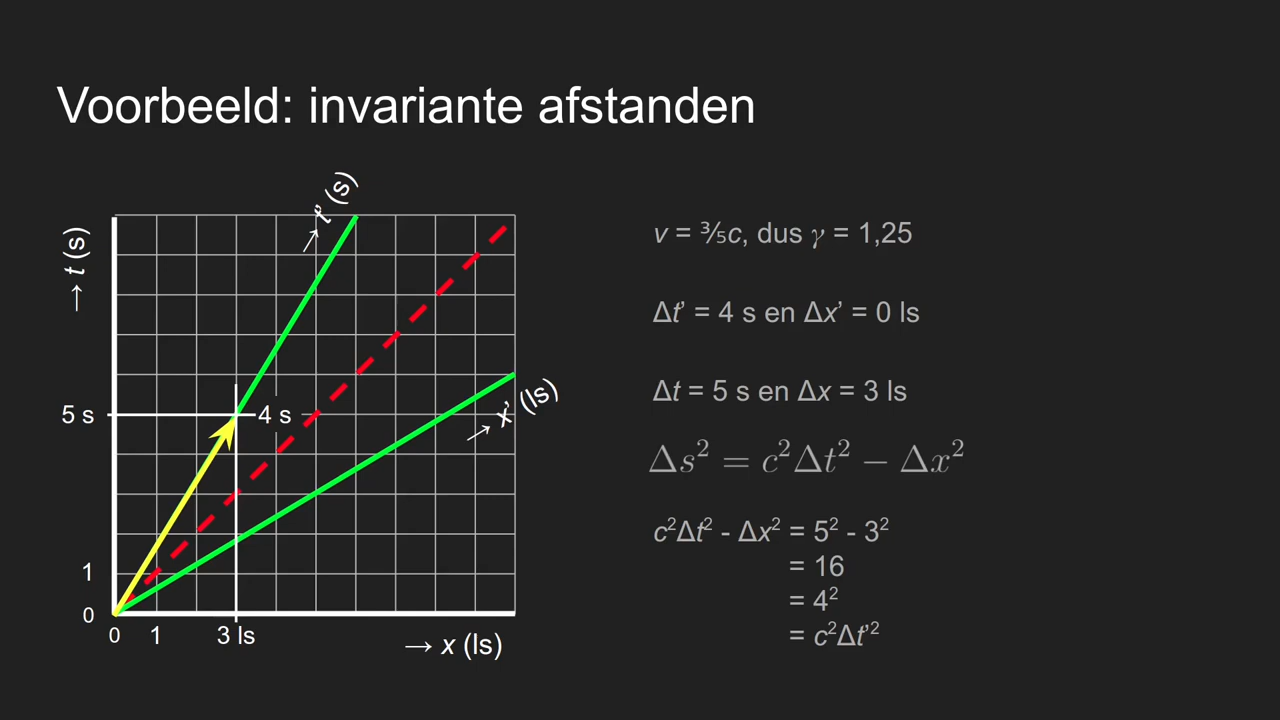 Voorbeeld: invariante afstanden
→ t (s)
→ t' (s)
5 s
4 s
1
0
0
1
3 ls
→ x (ls)
→ x' (ls)
v = ⅗c, dus γ = 1,25
Δt' = 4 s en Δx' = 0 ls
Δt = 5 s en Δx = 3 ls
Δs² = c²Δt² − Δx²
c²Δt² - Δx² = 5² - 3²
= 16
= 4²
= c²Δt'²